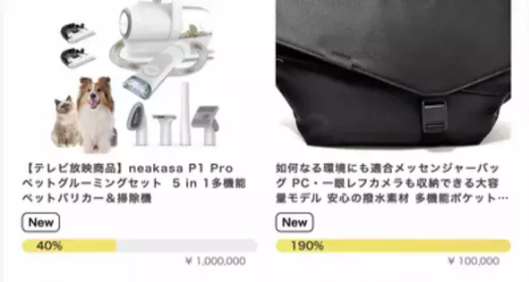 【テレビ放映商品】neakasa P1 Pro
ペットグルーミングセット 5 in 1多機能
ペットバリカー&掃除機
New
40%
¥ 1,000,000
如何なる環境にも適合メッセンジャーバッ
グ PC・一眼レフカメラも収納できる大容
量モデル 安心の撥水素材 多機能ポケット…
New
190%
¥ 100,000